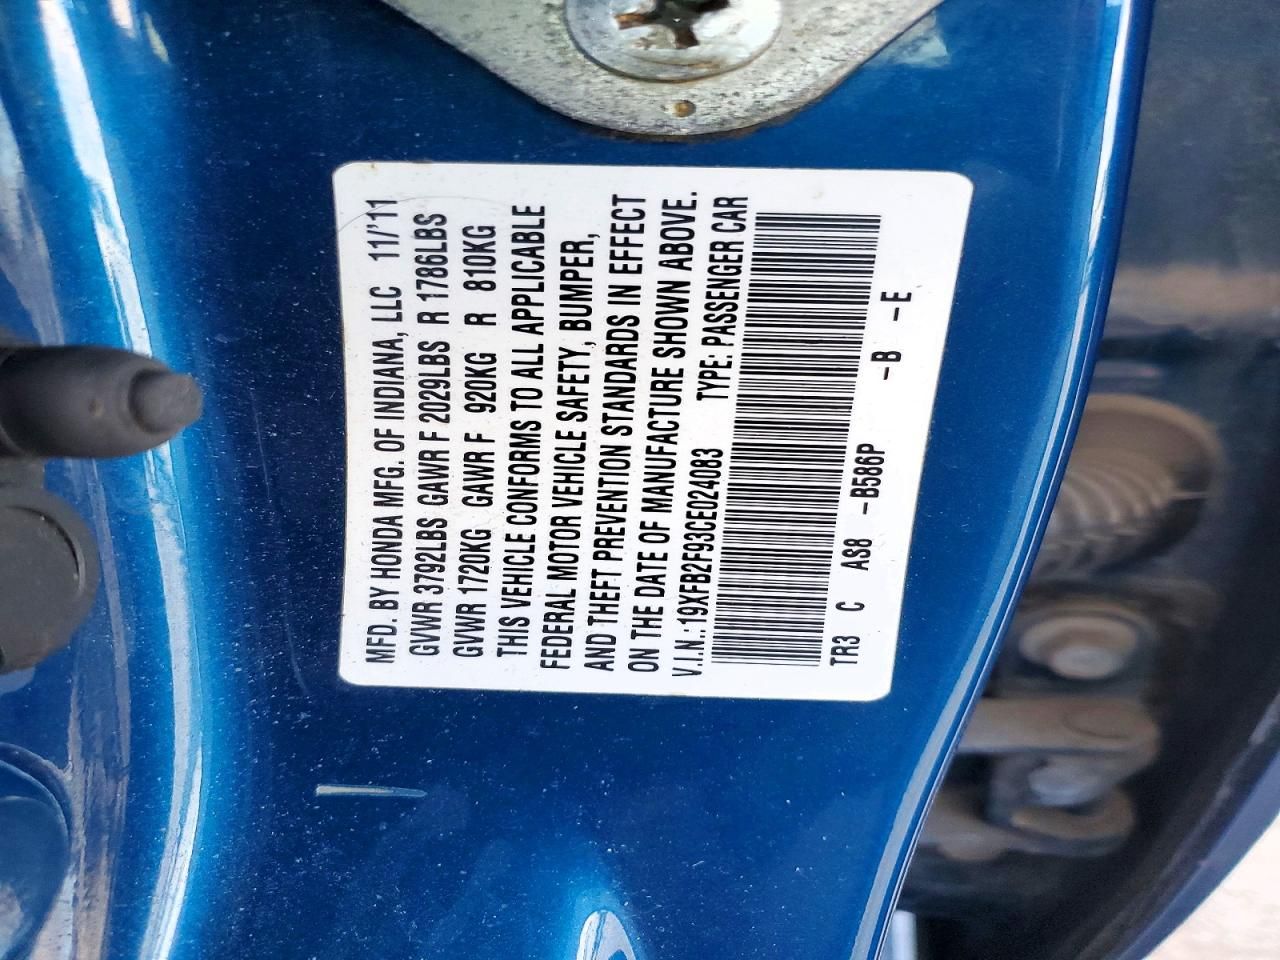 MFD. BY HONDA MFG. OF INDIANA, LLC 11/'11
GVWR 3792LBS GAWR F 2029LBS R 1786LBS
GVWR 1720KG GAWR F 920KG R 810KG
THIS VEHICLE CONFORMS TO ALL APPLICABLE
FEDERAL MOTOR VEHICLE SAFETY, BUMPER,
AND THEFT PREVENTION STANDARDS IN EFFECT
ON THE DATE OF MANUFACTURE SHOWN ABOVE.
V.I.N.:19XFB2F93CE024083 TYPE: PASSENGER CAR
TR3 C AS8 -B586P -B -E